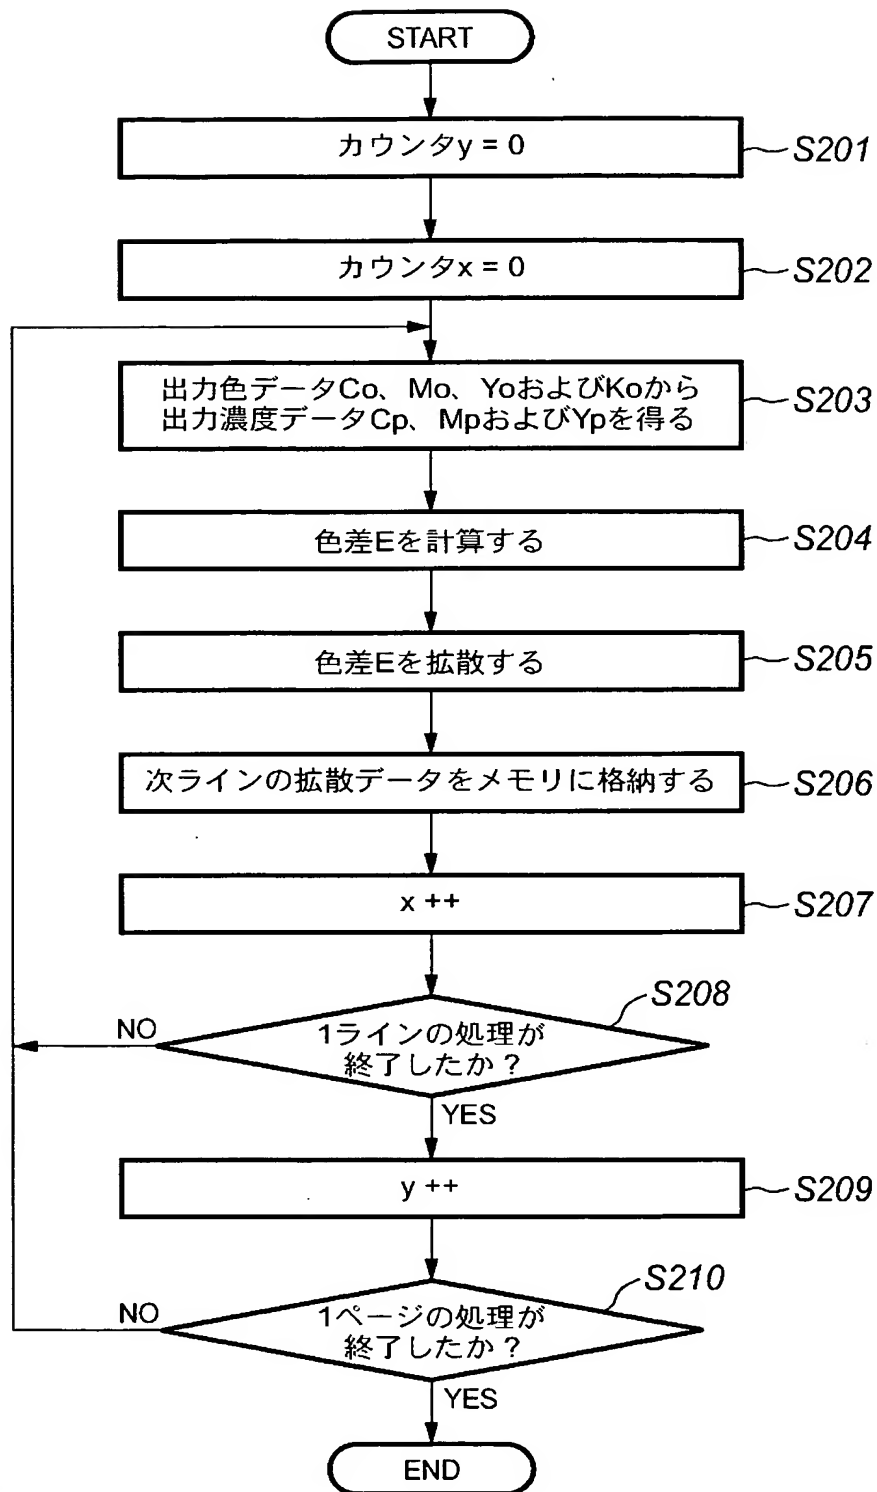 START
カウンタy = 0
S201
カウンタx = 0
S202
出力色データCo、Mo、YoおよびKoから
出力濃度データCp、MpおよびYpを得る
S203
色差Eを計算する
S204
色差Eを拡散する
S205
次ラインの拡散データをメモリに格納する
S206
x ++
S207
S208
1ラインの処理が
終了したか？
NO
YES
y ++
S209
S210
1ページの処理が
終了したか？
NO
YES
END